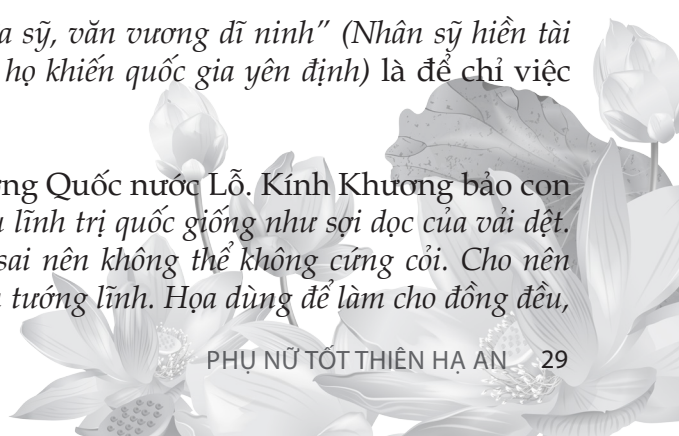 sỹ, văn vương dĩ ninh” (Nhân sỹ hiền tài
họ khiến quốc gia yên định) là để chỉ việc
Quốc nước Lỗ. Kính Khương bảo con
lĩnh trị quốc giống như sợi dọc của vải dệt.
sai nên không thể không cứng cỏi. Cho nên
tướng lĩnh. Họa dùng để làm cho đồng đều,
PHỤ NỮ TỐT THIÊN HẠ AN 29